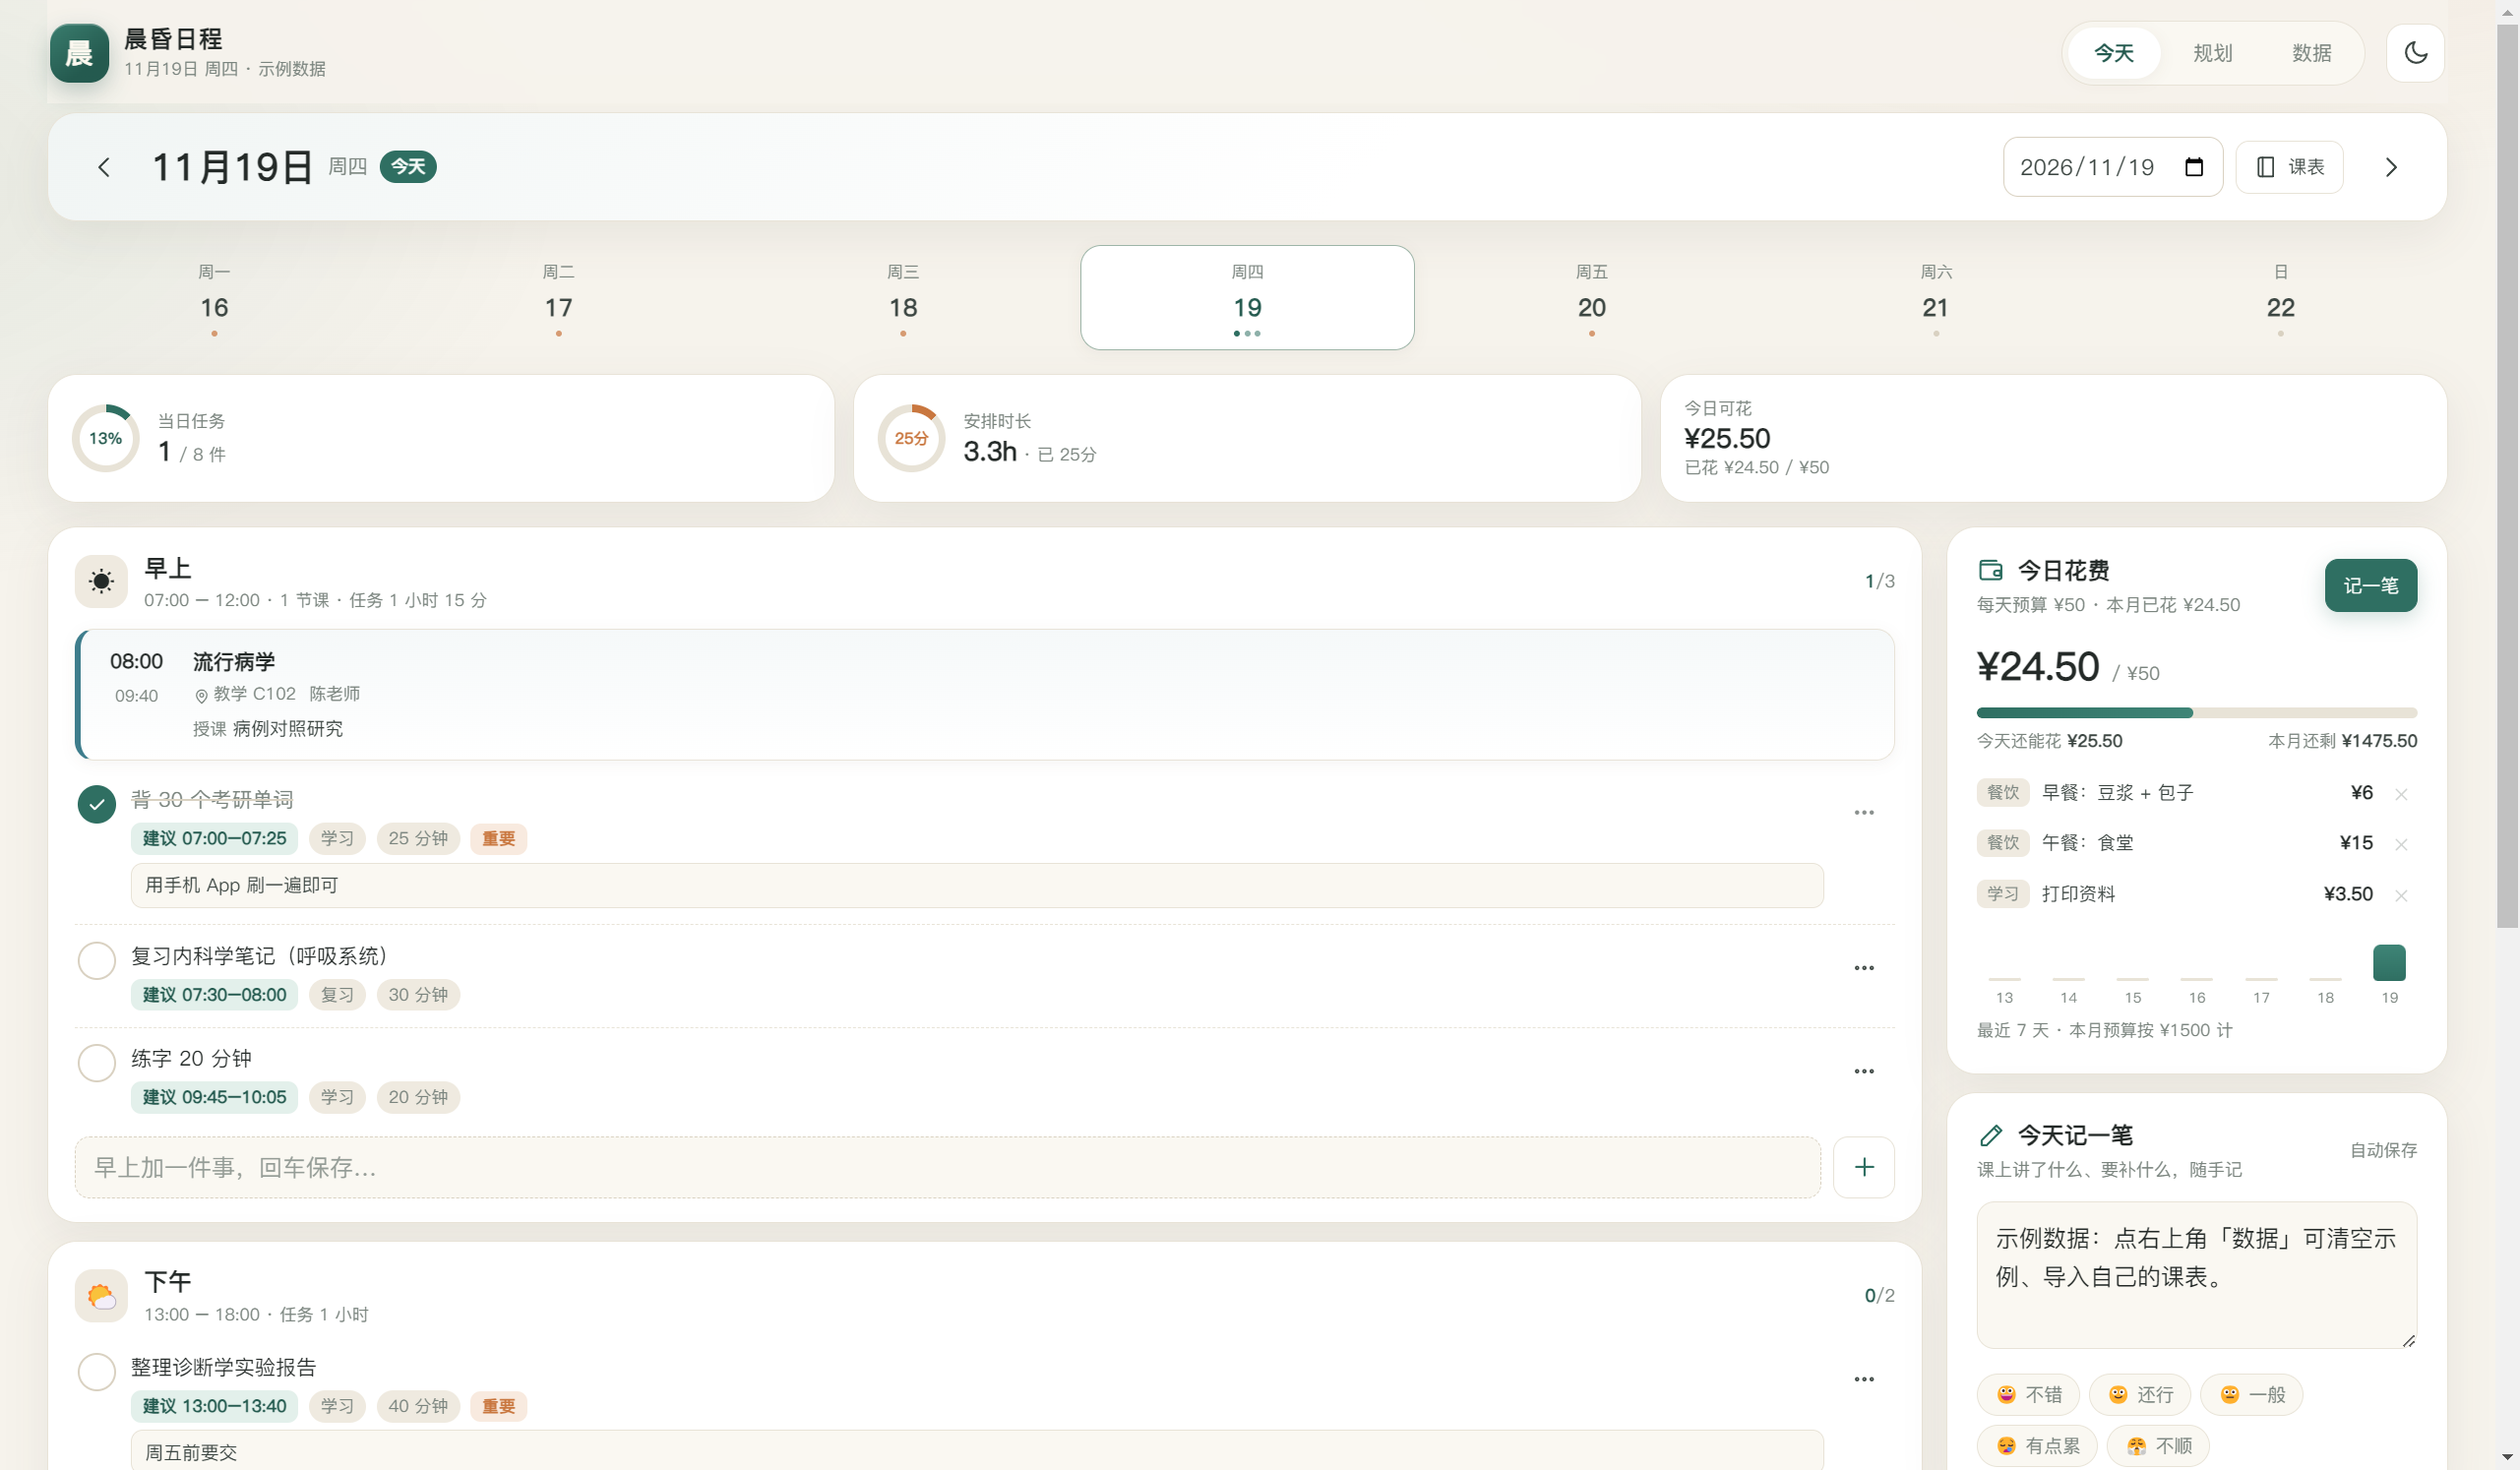 晨
晨昏日程
11月19日 周四 · 示例数据
今天
规划
数据
11月19日 周四 今天
2026/11/19
课表
周一
16
周二
17
周三
18
周四
19
周五
20
周六
21
日
22
13%
当日任务
1 / 8 件
25分
安排时长
3.3h · 已 25分
今日可花
¥25.50
已花 ¥24.50 / ¥50
早上
07:00 — 12:00 · 1 节课 · 任务 1 小时 15 分
1/3
08:00 流行病学
09:40 教学 C102 陈老师
授课 病例对照研究
背 30 个考研单词
建议 07:00—07:25 学习 25 分钟 重要
用手机 App 刷一遍即可
复习内科学笔记（呼吸系统）
建议 07:30—08:00 复习 30 分钟
练字 20 分钟
建议 09:45—10:05 学习 20 分钟
早上加一件事，回车保存…
下午
13:00 — 18:00 · 任务 1 小时
0/2
整理诊断学实验报告
建议 13:00—13:40 学习 40 分钟 重要
周五前要交
今日花费
每天预算 ¥50 · 本月已花 ¥24.50
记一笔
¥24.50 / ¥50
今天还能花 ¥25.50 本月还剩 ¥1475.50
餐饮 早餐：豆浆 + 包子 ¥6
餐饮 午餐：食堂 ¥15
学习 打印资料 ¥3.50
13 14 15 16 17 18 19
最近 7 天 · 本月预算按 ¥1500 计
今天记一笔
课上讲了什么、要补什么，随手记
自动保存
示例数据：点右上角「数据」可清空示
例、导入自己的课表。
不错 还行 一般
有点累 不顺